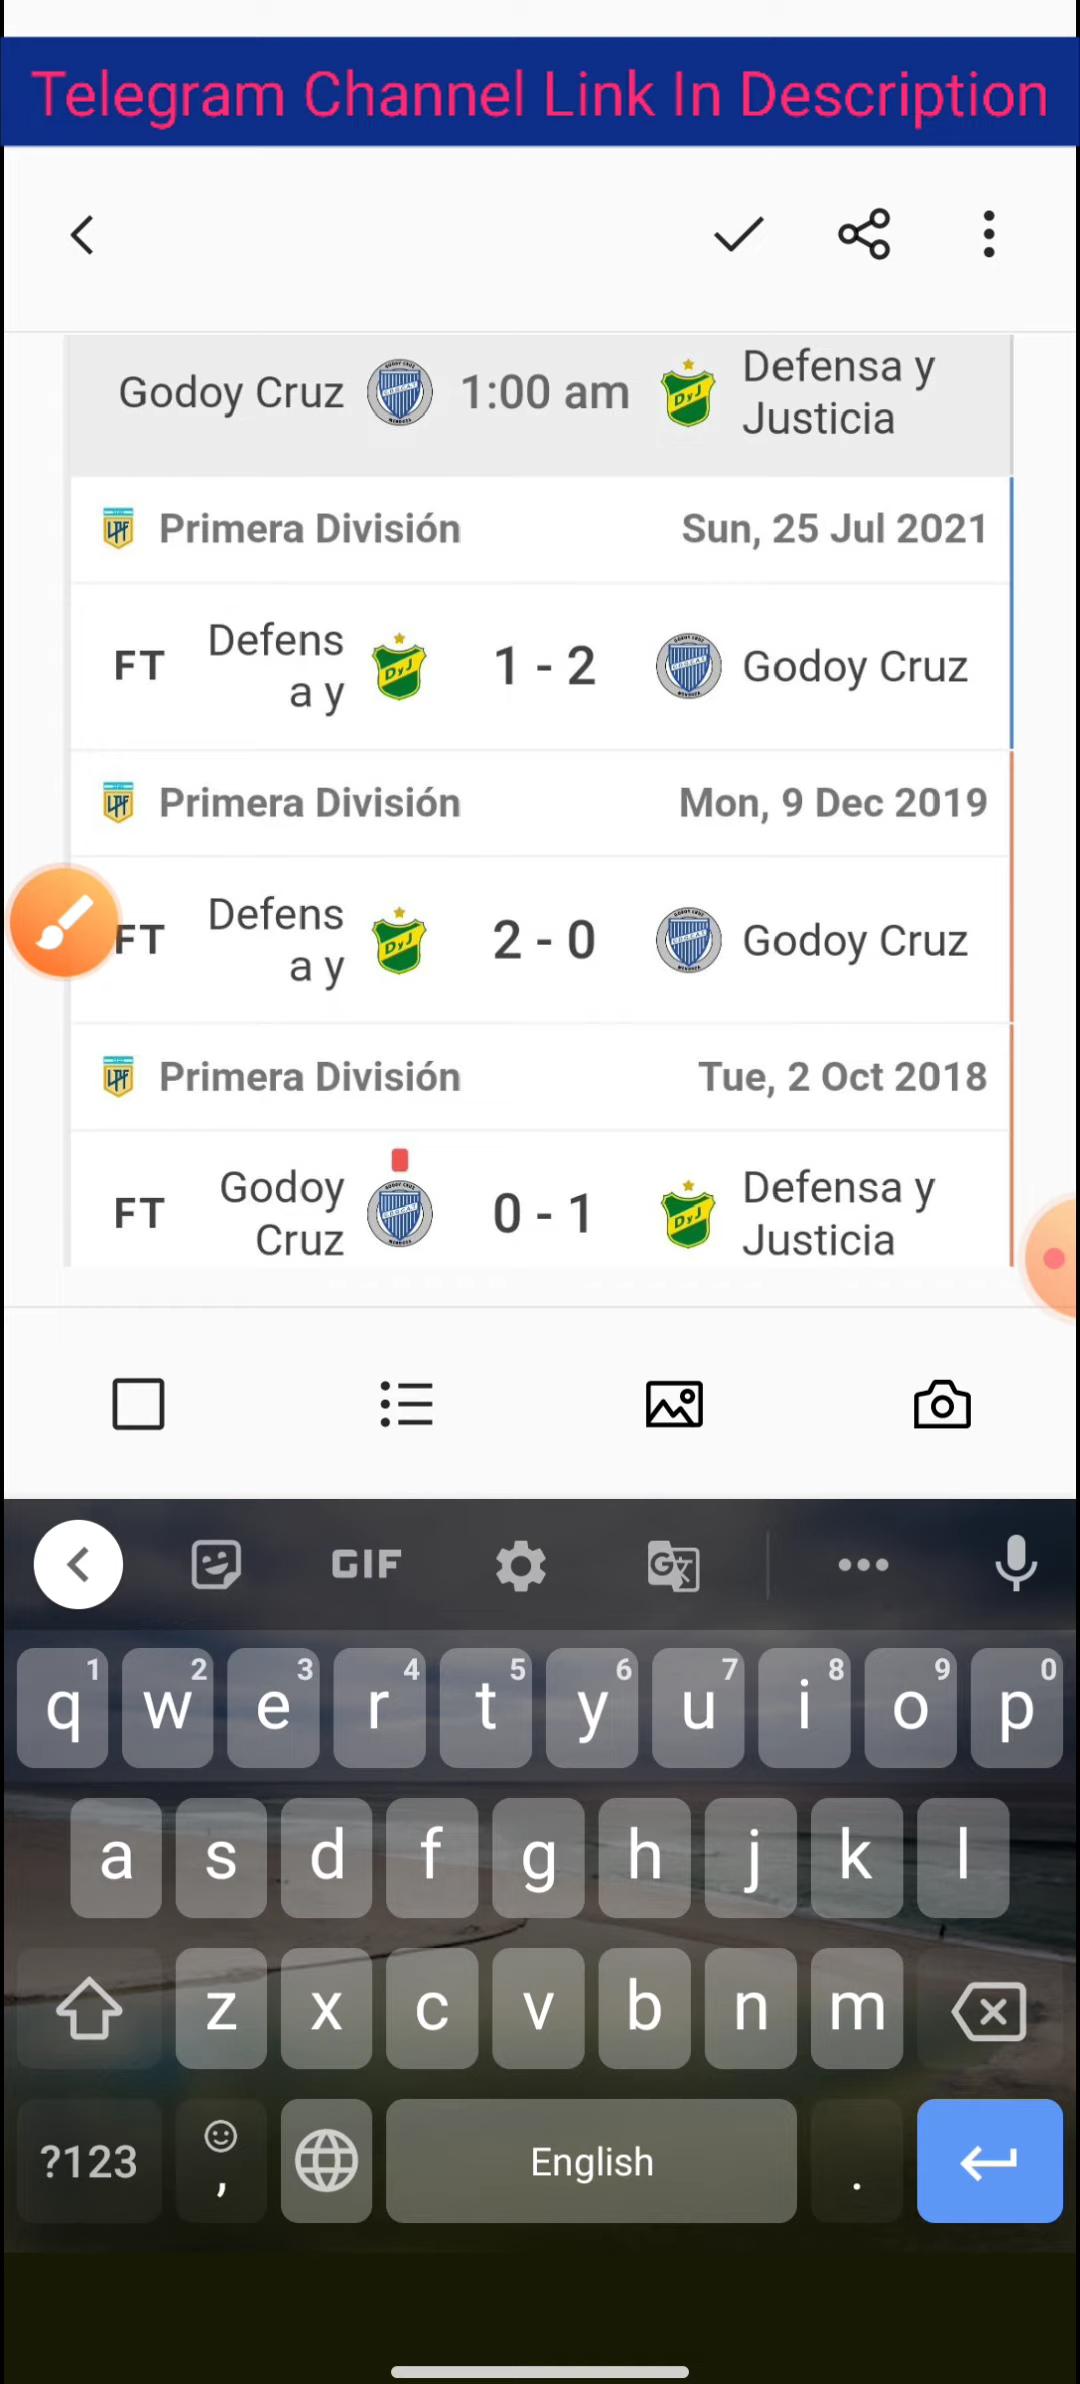 Telegram Channel Link In Description
Godoy Cruz 1:00 am Defensa y
Justicia
Primera División Sun, 25 Jul 2021
FT Defens
a y 1 - 2 Godoy Cruz
Primera División Mon, 9 Dec 2019
FT Defens
a y 2 - 0 Godoy Cruz
Primera División Tue, 2 Oct 2018
FT Godoy
Cruz 0 - 1 Defensa y
Justicia
GIF
1 2 3 4 5 6 7 8 9 0
q w e r t y u i o p
a s d f g h j k l
z x c v b n m
?123 , English .